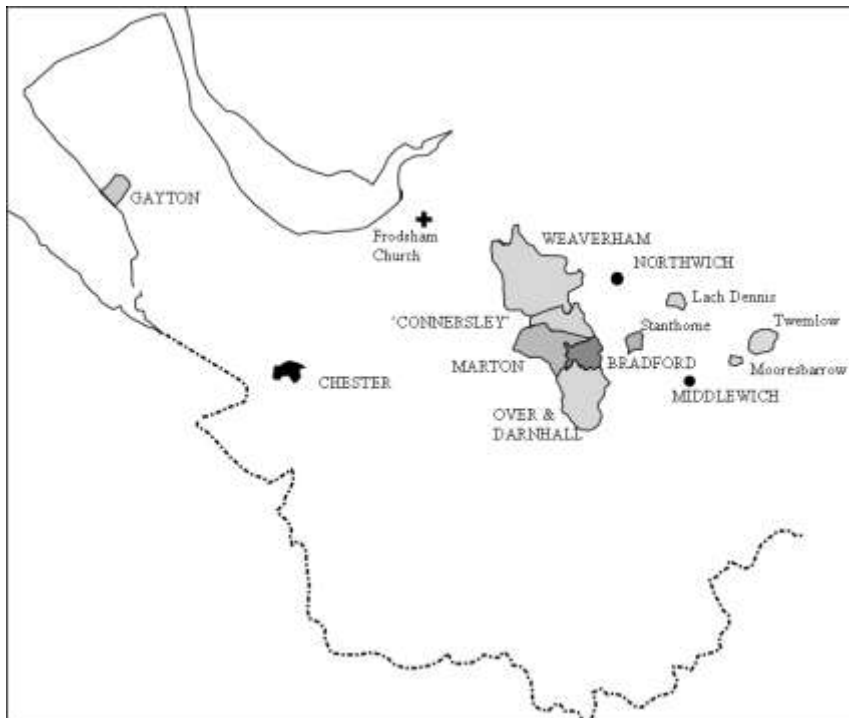 GAYTON
Frodsham
Church
WEAVERHAM
NORTHWICH
Lach Dennis
'CONNERSLEY'
Stanthorne
Twemlow
MARTON
BRADFORD
Mooresbarrow
CHESTER
MIDDLEWICH
OVER &
DARNHALL